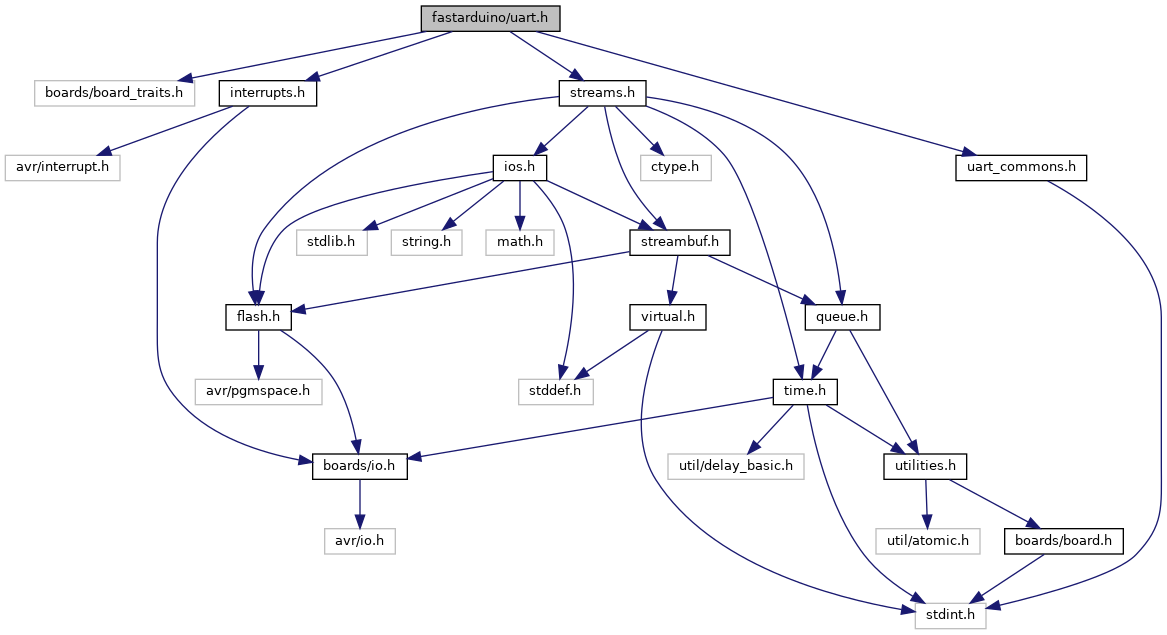 fastarduino/uart.h
boards/board_traits.h
interrupts.h
streams.h
avr/interrupt.h
ios.h
ctype.h
uart_commons.h
stdlib.h
string.h
math.h
streambuf.h
flash.h
virtual.h
queue.h
avr/pgmspace.h
stddef.h
time.h
boards/io.h
util/delay_basic.h
utilities.h
avr/io.h
util/atomic.h
boards/board.h
stdint.h